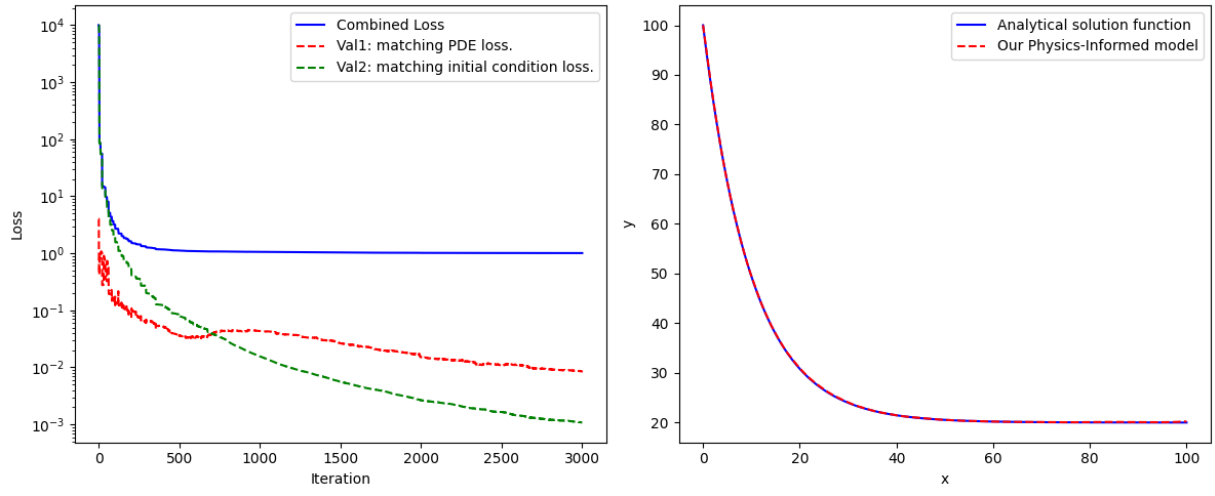 Combined Loss
Val1: matching PDE loss.
Val2: matching initial condition loss.
10^4
10^3
10^2
10^1
10^0
10^-1
10^-2
10^-3
Loss
0 500 1000 1500 2000 2500 3000
Iteration
Analytical solution function
Our Physics-Informed model
100
90
80
70
60
50
40
30
20
y
0 20 40 60 80 100
x